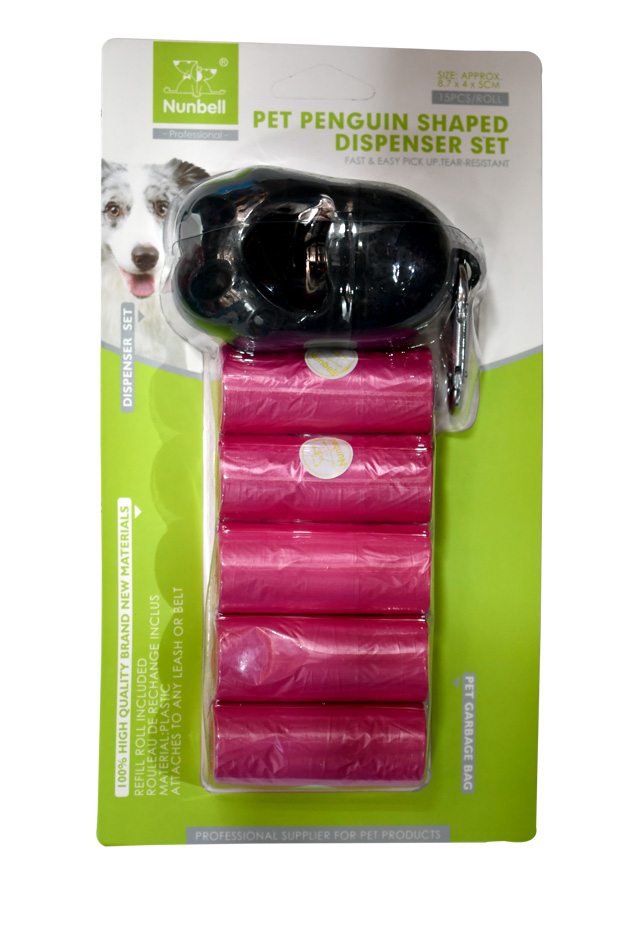 ®
Nunbell
Professional
SIZE: APPROX.
8.7 x 4 x 5CM
15PCS/ROLL
PET PENGUIN SHAPED
DISPENSER SET
FAST & EASY PICK UP.TEAR-RESISTANT
DISPENSER SET
100% HIGH QUALITY BRAND NEW MATERIALS
REFILL ROLL INCLUDED
ROULEAU DE RECHANGE INCLUS
MATERIAL:PLASTIC
ATTACHES TO ANY LEASH OR BELT
PET GARBAGE BAG
PROFESSIONAL SUPPLIER FOR PET PRODUCTS